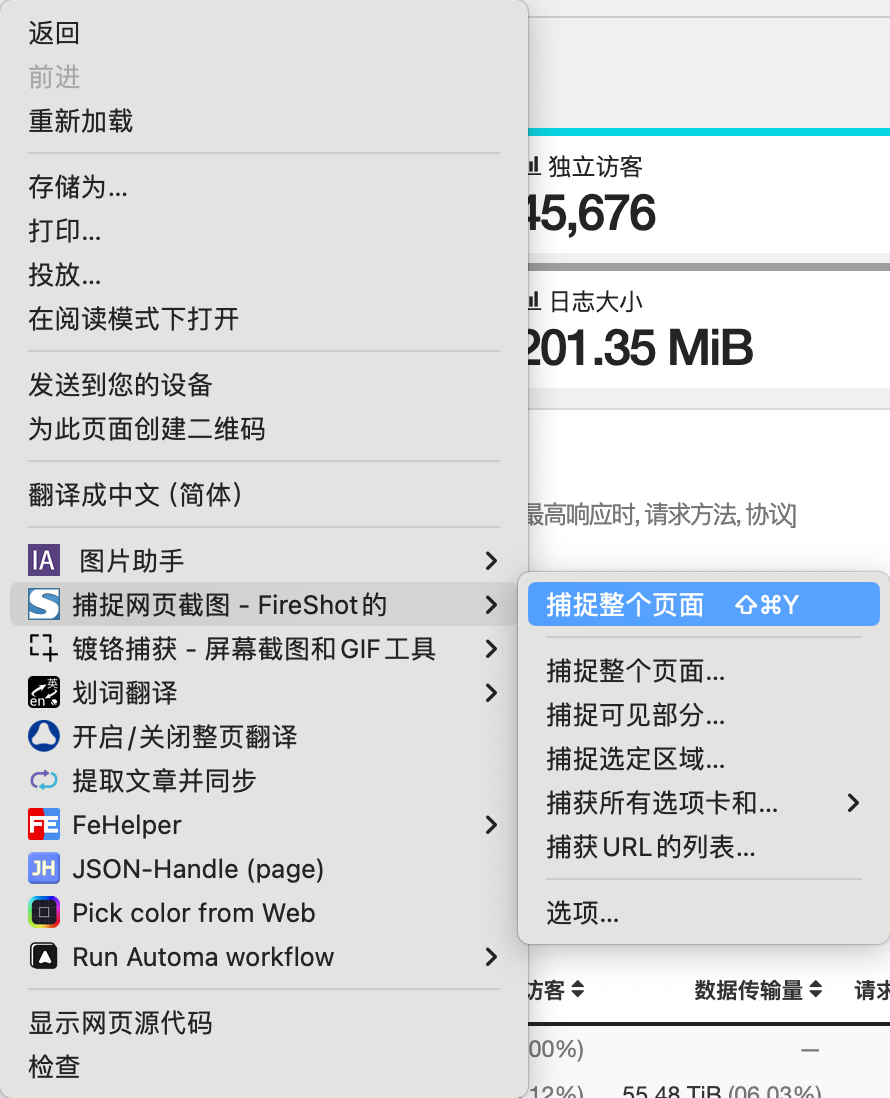 返回
前进
重新加载
存储为...
打印...
投放...
在阅读模式下打开
发送到您的设备
为此页面创建二维码
翻译成中文 (简体)
IA 图片助手
捕捉网页截图 - FireShot的
镀铬捕获 - 屏幕截图和GIF工具
英 en 划词翻译
开启/关闭整页翻译
提取文章并同步
FE FeHelper
JH JSON-Handle (page)
Pick color from Web
Run Automa workflow
显示网页源代码
检查
独立访客
45,676
日志大小
201.35 MiB
最高响应时, 请求方法, 协议]
捕捉整个页面 ⇧⌘Y
捕捉整个页面...
捕捉可见部分...
捕捉选定区域...
捕获所有选项卡和...
捕获URL的列表...
选项...
访客 数据传输量 请求
00%) —
12%) 55.48 TiB (06.03%)